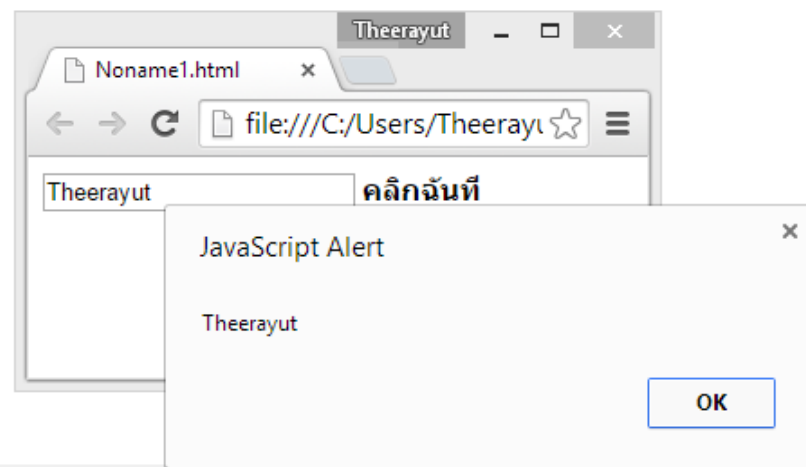 Theerayut
Noname1.html
file:///C:/Users/Theerayu
Theerayut คลิกฉันที
JavaScript Alert
Theerayut
OK